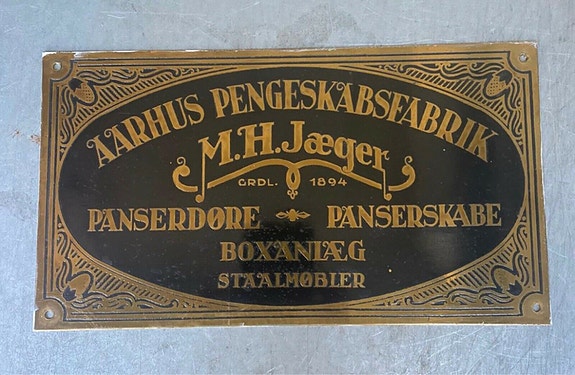 AARHUS PENGESKABSFABRIK
M.H.Jæger
GRDL. 1894
PANSERDØRE PANSERSKABE
BOXANLÆG
STAALMØBLER